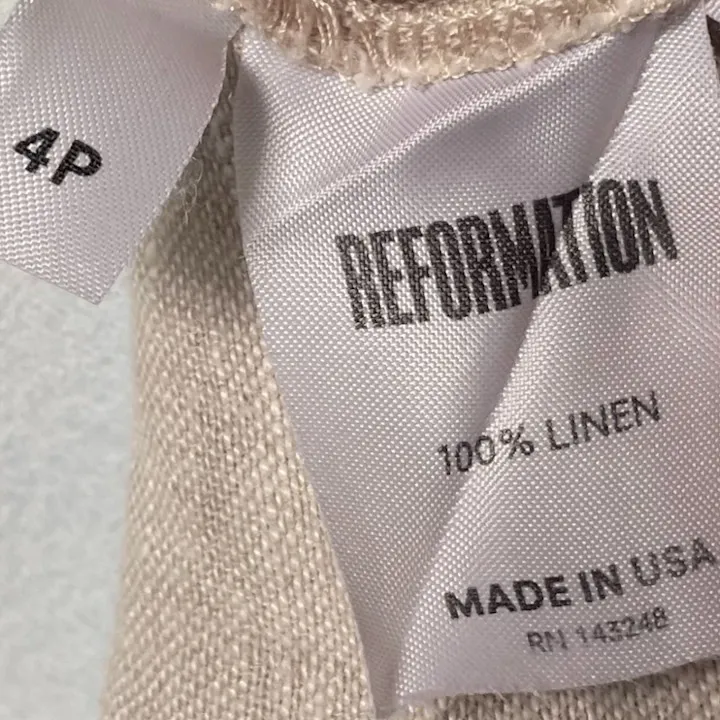 4P
REFORMATION
100% LINEN
MADE IN USA
RN 143248